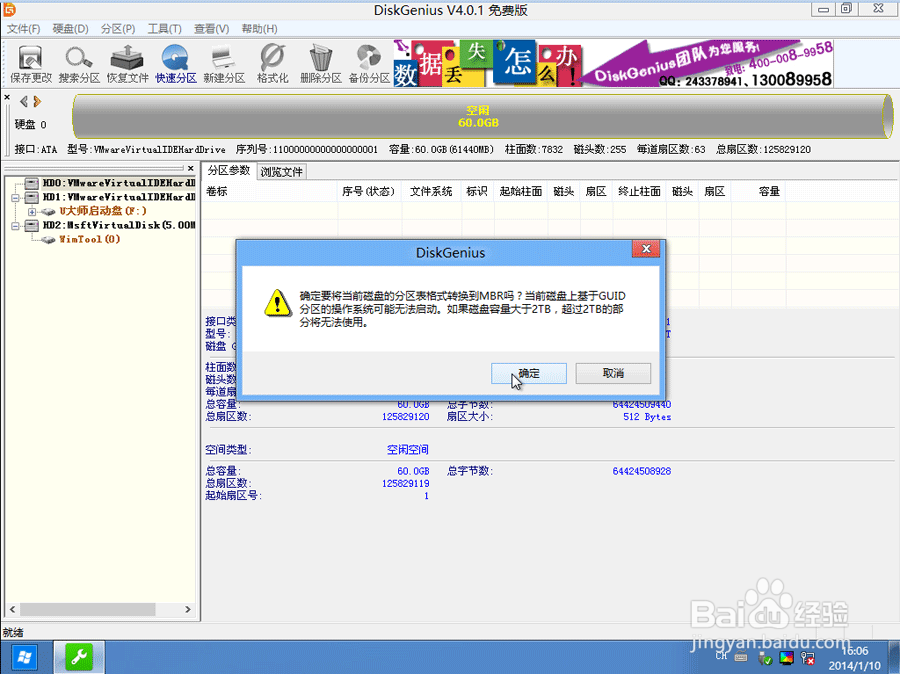 DiskGenius V4.0.1 免费版
文件(F) 硬盘(D) 分区(P) 工具(T) 查看(V) 帮助(H)
保存更改 搜索分区 恢复文件 快速分区 新建分区 格式化 删除分区 备份分区
数据丢失怎么办!
DiskGenius团队为您服务!
致电: 400-008-9958
QQ: 243378941、130089958
硬盘 0
空闲
60.0GB
接口:ATA 型号:VMwareVirtualIDEHardDrive 序列号:11000000000000000001 容量:60.0GB(61440MB) 柱面数:7832 磁头数:255 每道扇区数:63 总扇区数:125829120
HD0:VMwareVirtualIDEHardD
HD1:VMwareVirtualIDEHardD
U大师启动盘(F:)
HD2:MsftVirtualDisk(5.00M
WimTool(0)
分区参数 浏览文件
卷标 序号(状态) 文件系统 标识 起始柱面 磁头 扇区 终止柱面 磁头 扇区 容量
DiskGenius
确定要将当前磁盘的分区表格式转换到MBR吗？当前磁盘上基于GUID
分区的操作系统可能无法启动。如果磁盘容量大于2TB，超过2TB的部
分将无法使用。
确定 取消
接口类
型号:
磁盘 G
柱面数
磁头数
每道扇
总容量: 60.0GB 总字节数: 64424509440
总扇区数: 125829120 扇区大小: 512 Bytes
空间类型: 空闲空间
总容量: 60.0GB 总字节数: 64424508928
总扇区数: 125829119
起始扇区号: 1
就绪
Baidu经验
jingyan.baidu.com
CH
16:06
2014/1/10